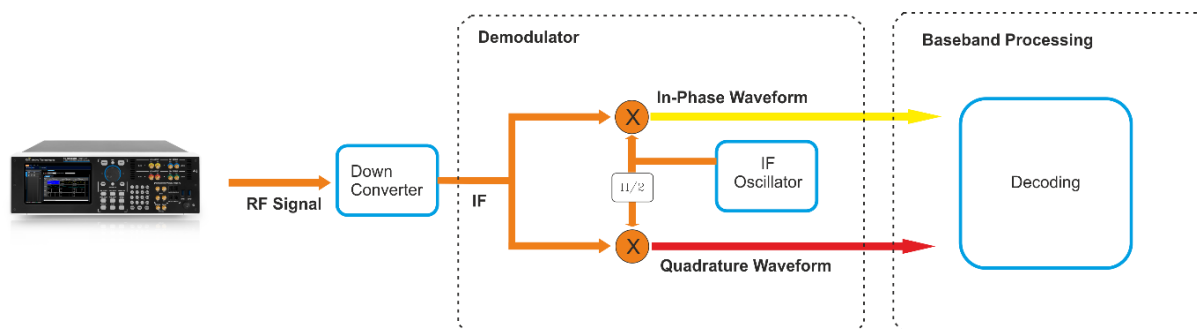 Demodulator
Baseband Processing
In-Phase Waveform
X
Down
Converter
IF
Oscillator
Decoding
RF Signal
IF
Π/2
X
Quadrature Waveform